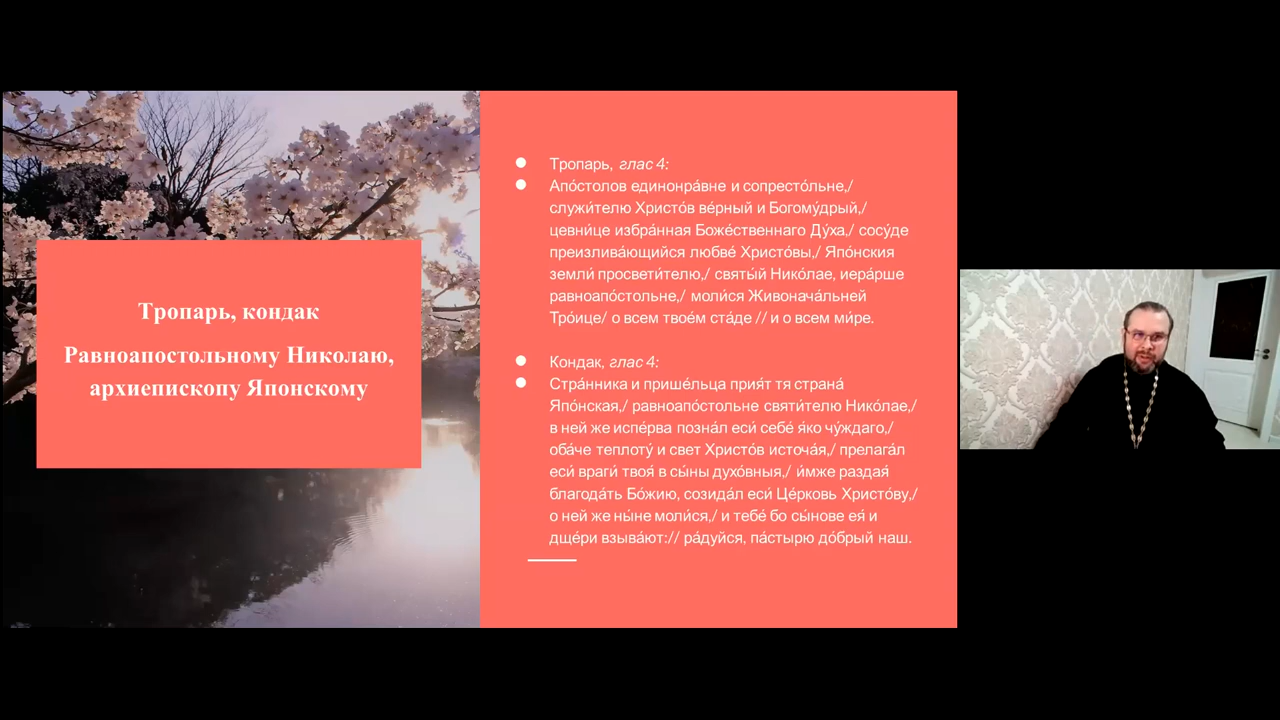 Тропарь, кондак
Равноапостольному Николаю,
архиепископу Японскому
Тропарь, глас 4:
Апо́столов единонра́вне и сопресто́льне,/
служи́телю Христо́в ве́рный и Богому́дрый,/
цевни́це избра́нная Боже́ственнаго Ду́ха,/ сосу́де
преизлива́ющийся любве́ Христо́вы,/ Япо́нския
земли́ просвети́телю,/ святы́й Нико́лае, иера́рше
равноапо́стольне,/ моли́ся Живонача́льней
Тро́ице/ о всем твое́м ста́де // и о всем ми́ре.
Кондак, глас 4:
Стра́нника и прише́льца прия́т тя страна́
Япо́нская,/ равноапо́стольне святи́телю Нико́лае,/
в ней же испе́рва позна́л еси́ себе́ я́ко чу́ждаго,/
оба́че теплоту́ и свет Христо́в источа́я,/ прелага́л
еси́ враги́ твоя́ в сы́ны духо́вныя,/ и́мже раздая́
благода́ть Бо́жию, созида́л еси́ Це́рковь Христо́ву,/
о ней же ны́не моли́ся,/ и тебе́ бо сы́нове ея́ и
дще́ри взыва́ют:// ра́дуйся, па́стырю до́брый наш.